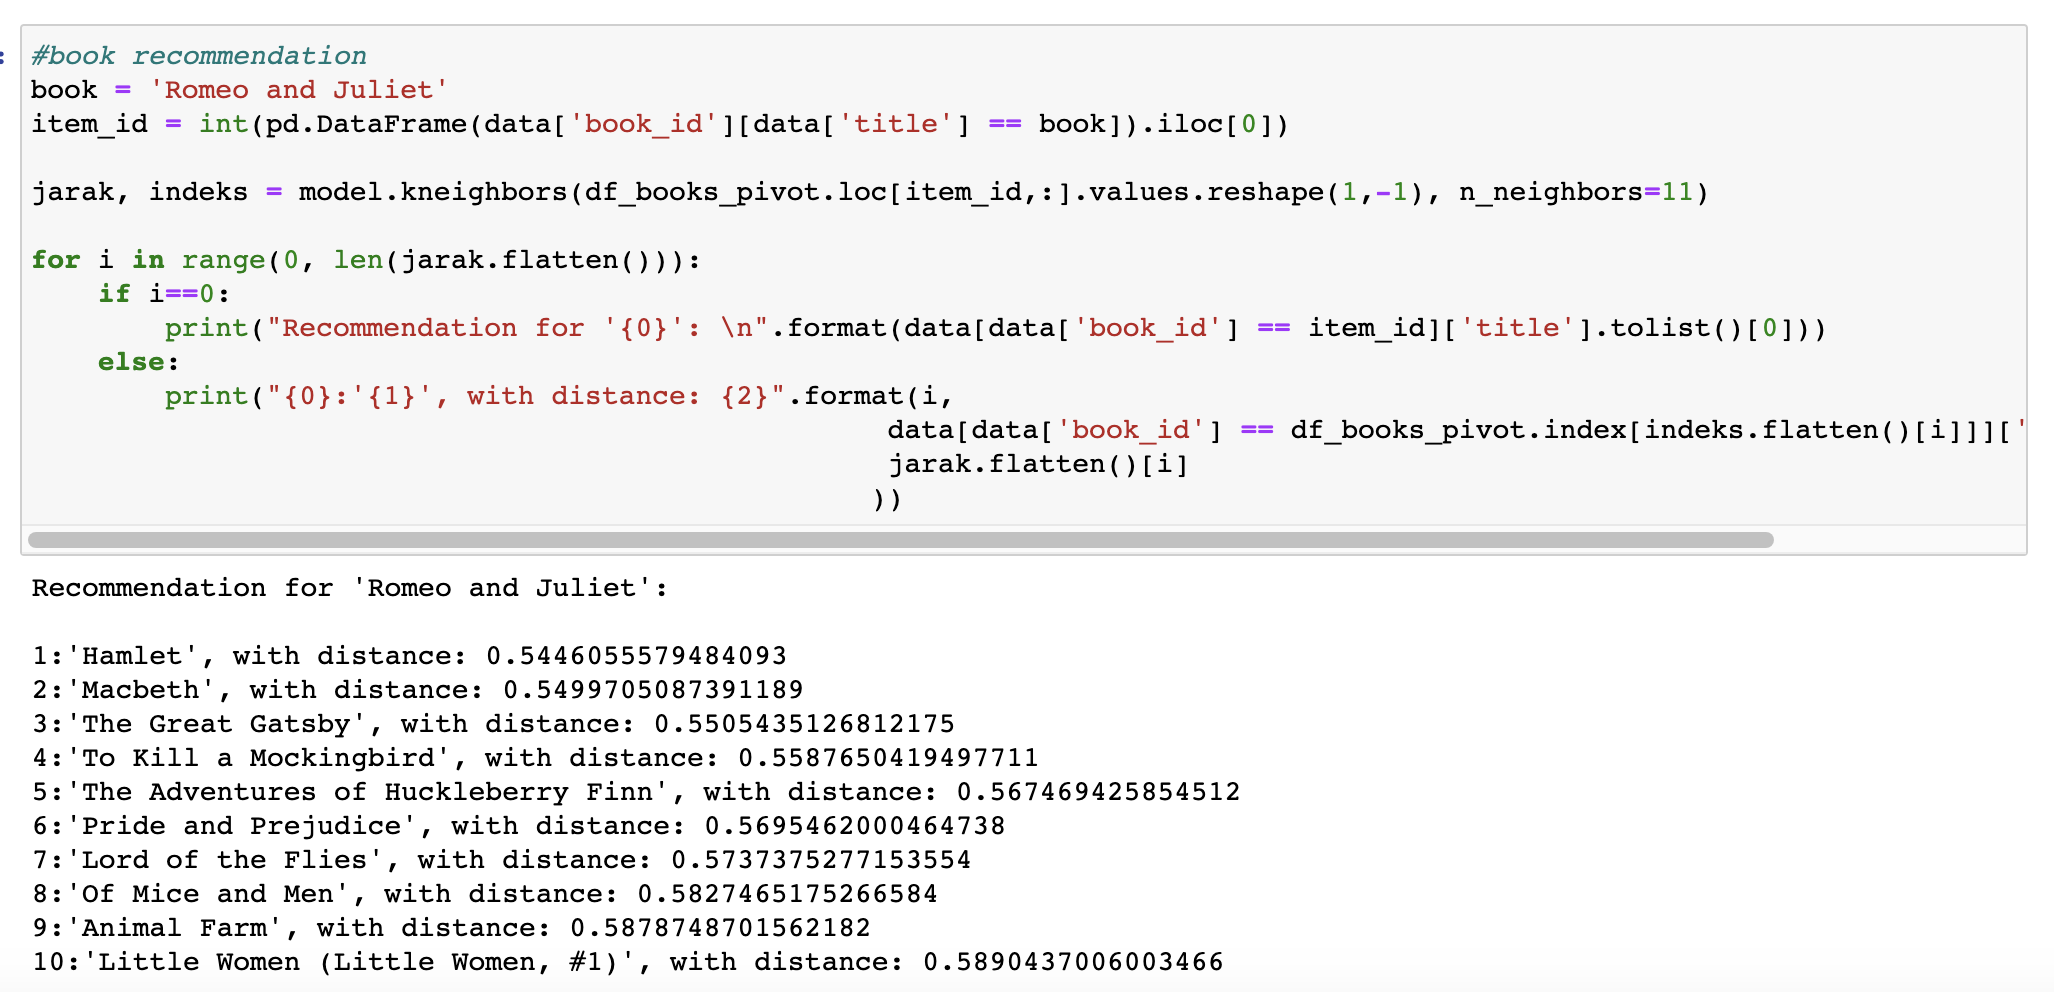 :
#book recommendation
book = 'Romeo and Juliet'
item_id = int(pd.DataFrame(data['book_id'][data['title'] == book]).iloc[0])
jarak, indeks = model.kneighbors(df_books_pivot.loc[item_id,:].values.reshape(1,-1), n_neighbors=11)
for i in range(0, len(jarak.flatten())):
    if i==0:
        print("Recommendation for '{0}': \n".format(data[data['book_id'] == item_id]['title'].tolist()[0]))
    else:
        print("{0}:'{1}', with distance: {2}".format(i,
                                                   data[data['book_id'] == df_books_pivot.index[indeks.flatten()[i]]]['
                                                   jarak.flatten()[i]
                                                  ))
Recommendation for 'Romeo and Juliet':
1:'Hamlet', with distance: 0.5446055579484093
2:'Macbeth', with distance: 0.5499705087391189
3:'The Great Gatsby', with distance: 0.5505435126812175
4:'To Kill a Mockingbird', with distance: 0.5587650419497711
5:'The Adventures of Huckleberry Finn', with distance: 0.567469425854512
6:'Pride and Prejudice', with distance: 0.5695462000464738
7:'Lord of the Flies', with distance: 0.5737375277153554
8:'Of Mice and Men', with distance: 0.5827465175266584
9:'Animal Farm', with distance: 0.5878748701562182
10:'Little Women (Little Women, #1)', with distance: 0.5890437006003466